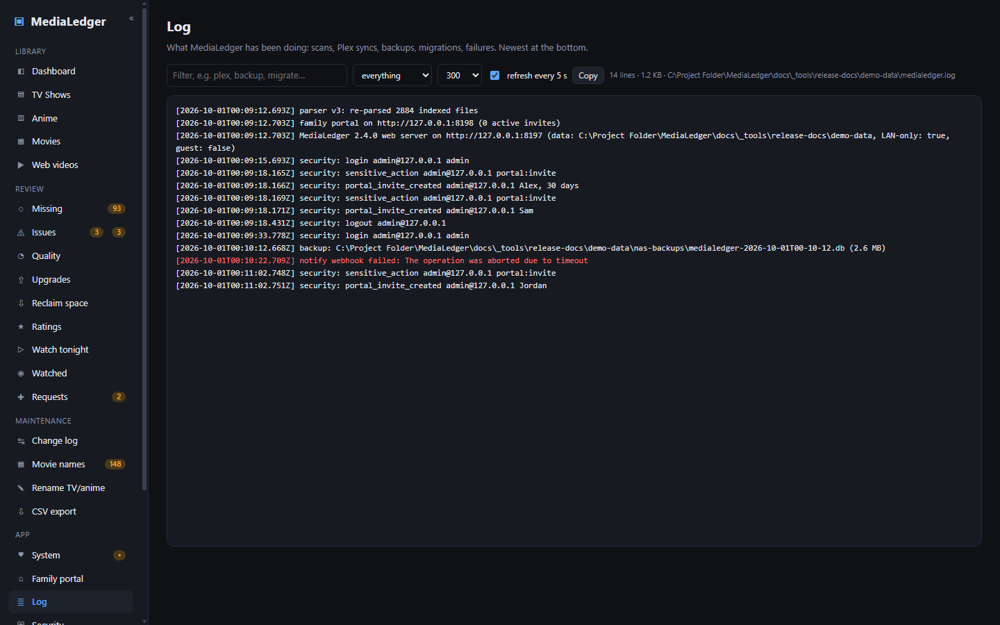 MediaLedger
«
LIBRARY
Dashboard
TV Shows
Anime
Movies
Web videos
REVIEW
Missing 93
Issues 3 3
Quality
Upgrades
Reclaim space
Ratings
Watch tonight
Watched
Requests 2
MAINTENANCE
Change log
Movie names 148
Rename TV/anime
CSV export
APP
System
Family portal
Log
Security
Log
What MediaLedger has been doing: scans, Plex syncs, backups, migrations, failures. Newest at the bottom.
Filter, e.g. plex, backup, migrate... everything 300 refresh every 5 s Copy 14 lines · 1.2 KB · C:\Project Folder\MediaLedger\docs\_tools\release-docs\demo-data\medialedger.log
[2026-10-01T00:09:12.693Z] parser v3: re-parsed 2884 indexed files
[2026-10-01T00:09:12.703Z] family portal on http://127.0.0.1:8198 (0 active invites)
[2026-10-01T00:09:12.703Z] MediaLedger 2.4.0 web server on http://127.0.0.1:8197 (data: C:\Project Folder\MediaLedger\docs\_tools\release-docs\demo-data, LAN-only: true,
guest: false)
[2026-10-01T00:09:15.693Z] security: login admin@127.0.0.1 admin
[2026-10-01T00:09:18.165Z] security: sensitive_action admin@127.0.0.1 portal:invite
[2026-10-01T00:09:18.166Z] security: portal_invite_created admin@127.0.0.1 Alex, 30 days
[2026-10-01T00:09:18.169Z] security: sensitive_action admin@127.0.0.1 portal:invite
[2026-10-01T00:09:18.171Z] security: portal_invite_created admin@127.0.0.1 Sam
[2026-10-01T00:09:18.431Z] security: logout admin@127.0.0.1
[2026-10-01T00:09:33.778Z] security: login admin@127.0.0.1 admin
[2026-10-01T00:10:12.668Z] backup: C:\Project Folder\MediaLedger\docs\_tools\release-docs\demo-data\nas-backups\medialedger-2026-10-01T00-10-12.db (2.6 MB)
[2026-10-01T00:10:22.709Z] notify webhook failed: The operation was aborted due to timeout
[2026-10-01T00:11:02.748Z] security: sensitive_action admin@127.0.0.1 portal:invite
[2026-10-01T00:11:02.751Z] security: portal_invite_created admin@127.0.0.1 Jordan